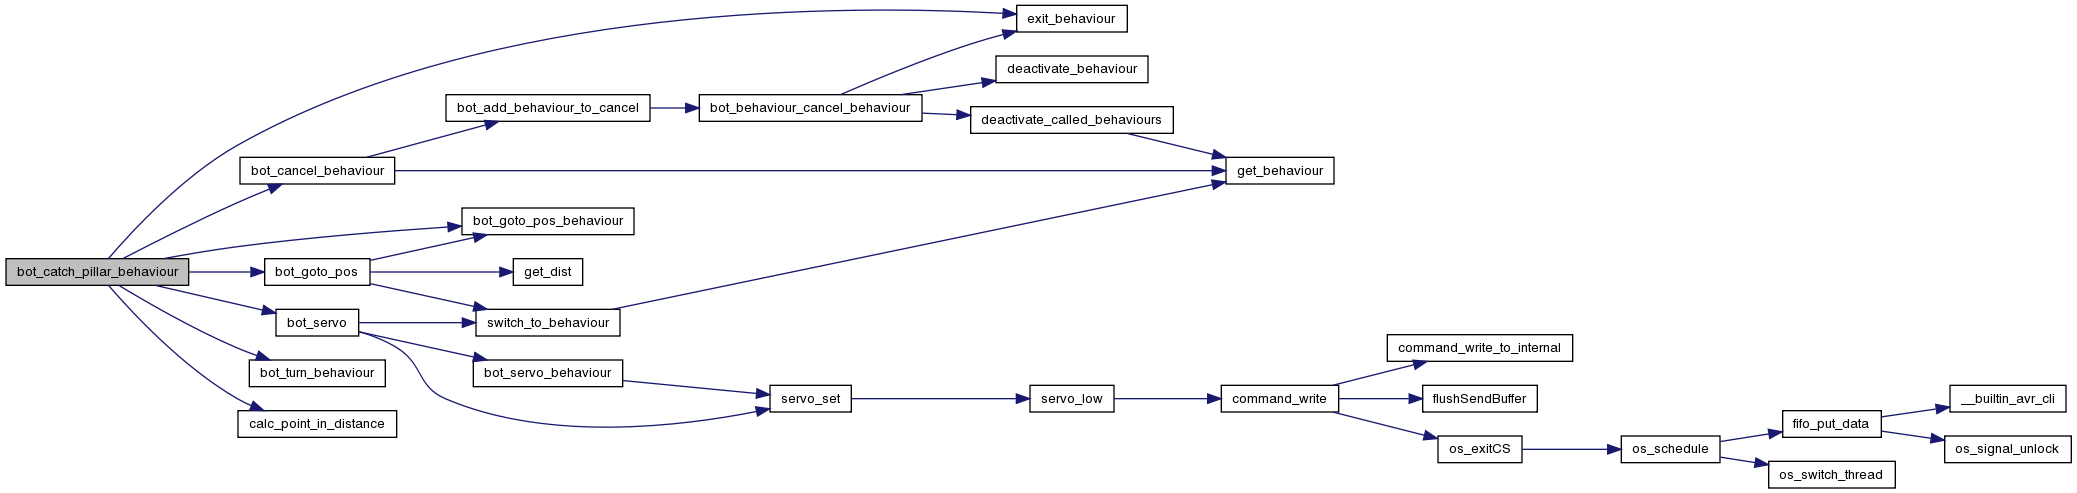 exit_behaviour
deactivate_behaviour
bot_add_behaviour_to_cancel
bot_behaviour_cancel_behaviour
deactivate_called_behaviours
bot_cancel_behaviour
get_behaviour
bot_goto_pos_behaviour
bot_catch_pillar_behaviour
bot_goto_pos
get_dist
bot_servo
switch_to_behaviour
command_write_to_internal
bot_turn_behaviour
bot_servo_behaviour
servo_set
servo_low
command_write
flushSendBuffer
__builtin_avr_cli
calc_point_in_distance
fifo_put_data
os_exitCS
os_schedule
os_signal_unlock
os_switch_thread